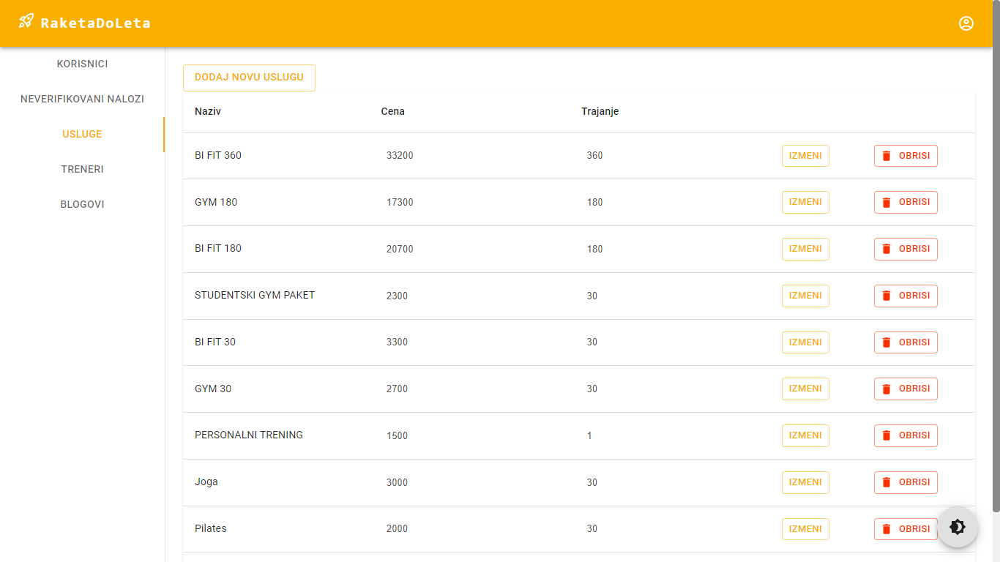 RaketaDoLeta
KORISNICI
NEVERIFIKOVANI NALOZI
USLUGE
TRENERI
BLOGOVI
DODAJ NOVU USLUGU
Naziv Cena Trajanje
BI FIT 360 33200 360 IZMENI OBRISI
GYM 180 17300 180 IZMENI OBRISI
BI FIT 180 20700 180 IZMENI OBRISI
STUDENTSKI GYM PAKET 2300 30 IZMENI OBRISI
BI FIT 30 3300 30 IZMENI OBRISI
GYM 30 2700 30 IZMENI OBRISI
PERSONALNI TRENING 1500 1 IZMENI OBRISI
Joga 3000 30 IZMENI OBRISI
Pilates 2000 30 IZMENI OBRISI